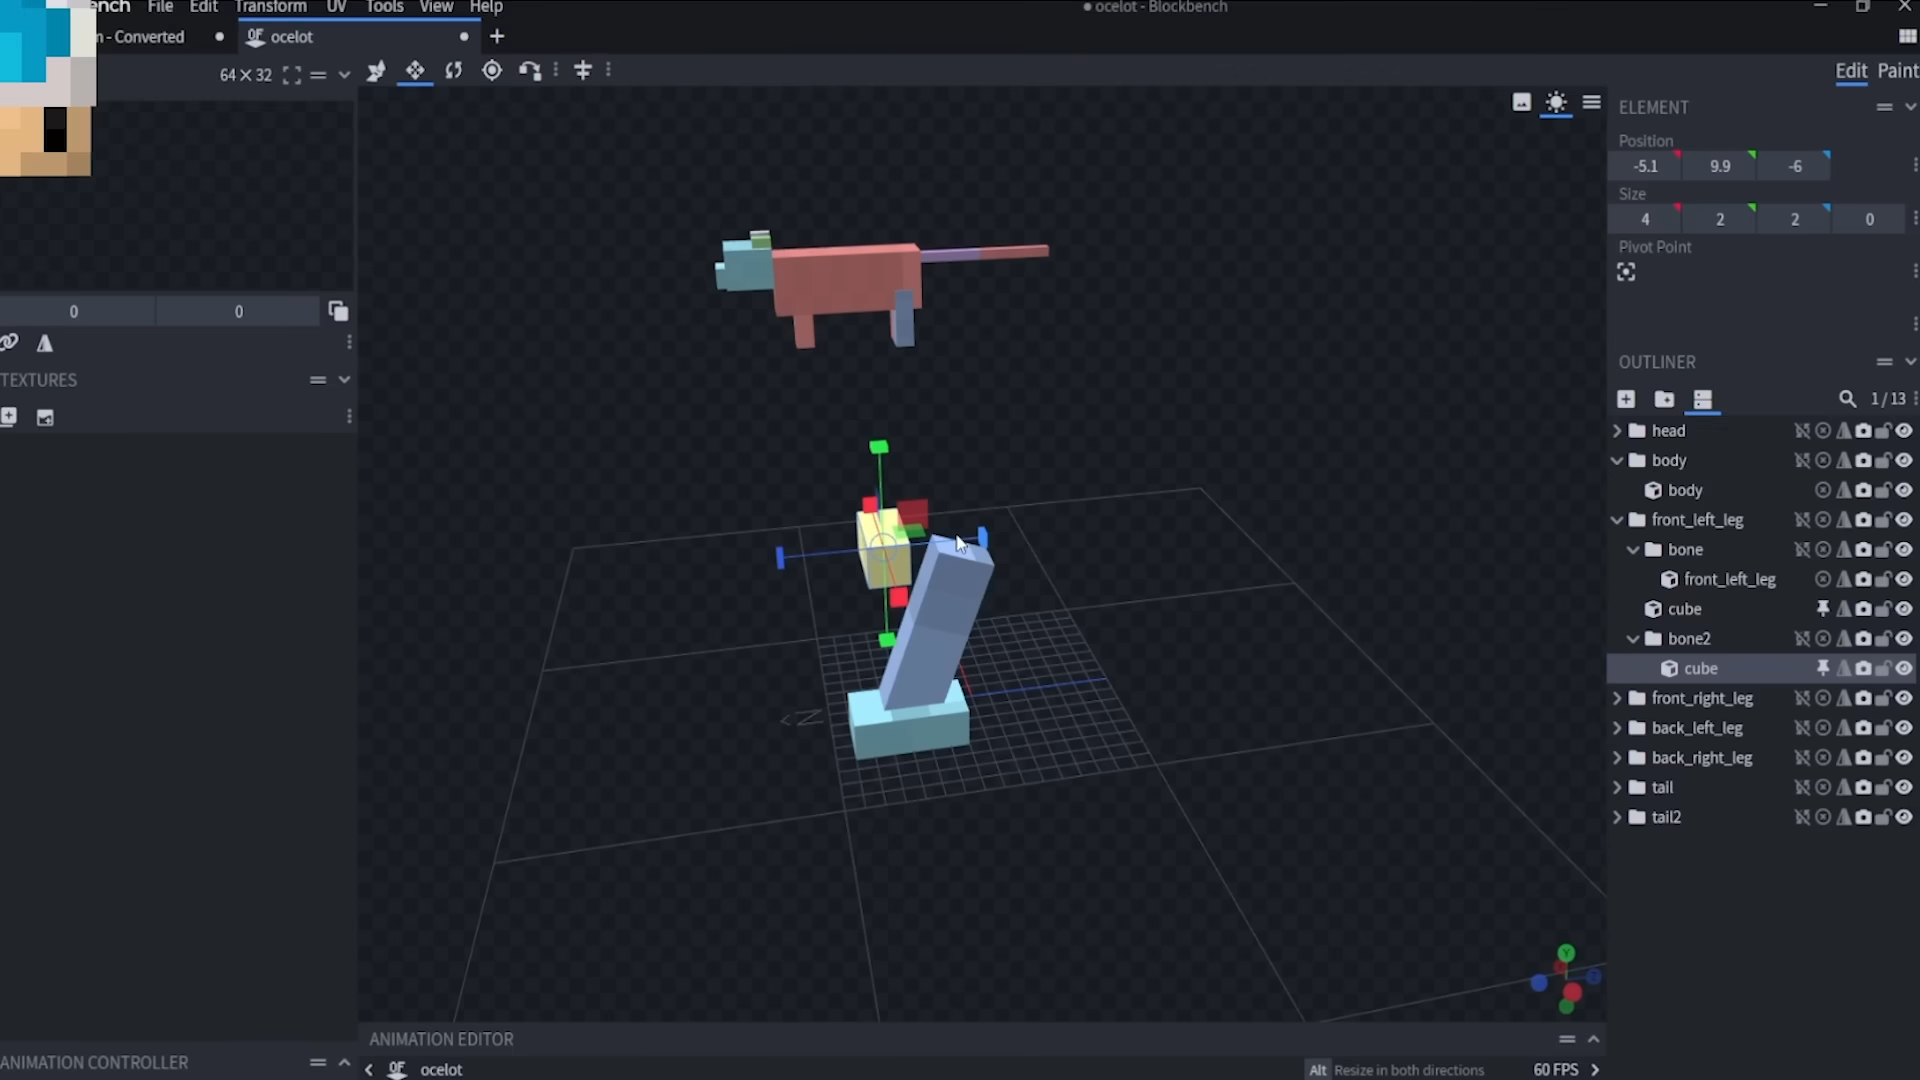 ench File Edit Transform UV Tools View Help
ocelot - Blockbench
n - Converted
ocelot
64 × 32
Edit Paint
ELEMENT
Position
-5.1 9.9 -6
Size
4 2 2 0
Pivot Point
0 0
TEXTURES
OUTLINER
1 / 13
head
body
body
front_left_leg
bone
front_left_leg
cube
bone2
cube
front_right_leg
back_left_leg
back_right_leg
tail
tail2
N
Y
ANIMATION EDITOR
ANIMATION CONTROLLER
ocelot
Alt Resize in both directions
60 FPS